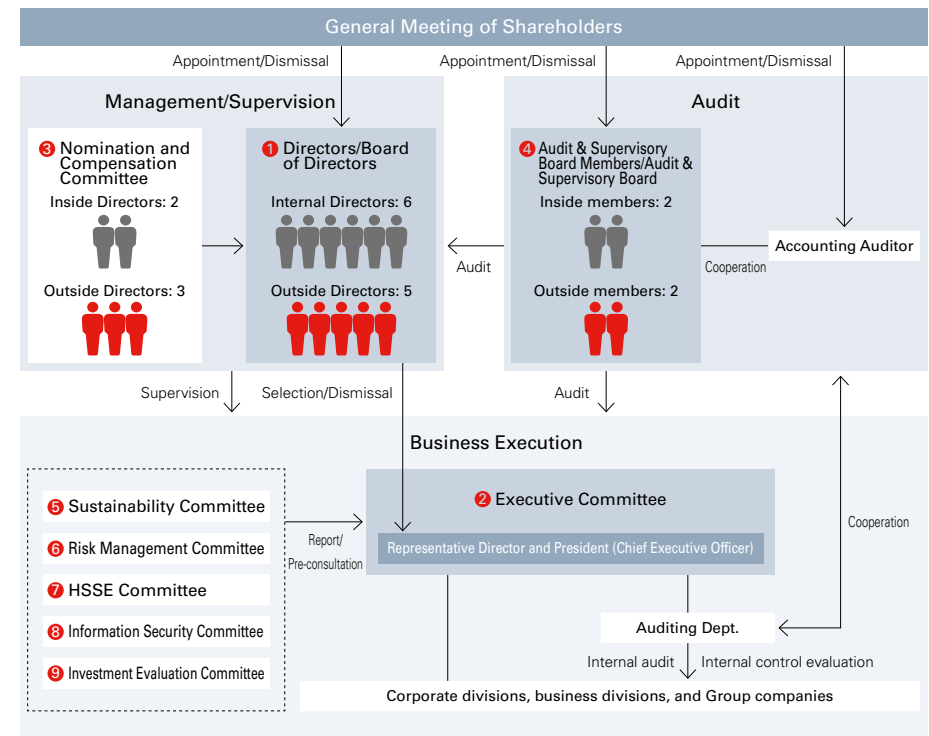 General Meeting of Shareholders
Appointment/Dismissal
Appointment/Dismissal
Appointment/Dismissal
Management/Supervision
Audit
3 Nomination and
Compensation
Committee
Inside Directors: 2
Outside Directors: 3
1 Directors/Board
of Directors
Internal Directors: 6
Outside Directors: 5
Audit
4 Audit & Supervisory
Board Members/Audit &
Supervisory Board
Inside members: 2
Outside members: 2
Cooperation
Accounting Auditor
Supervision
Selection/Dismissal
Audit
Business Execution
5 Sustainability Committee
6 Risk Management Committee
7 HSSE Committee
8 Information Security Committee
9 Investment Evaluation Committee
Report/
Pre-consultation
2 Executive Committee
Representative Director and President (Chief Executive Officer)
Cooperation
Auditing Dept.
Internal audit
Internal control evaluation
Corporate divisions, business divisions, and Group companies